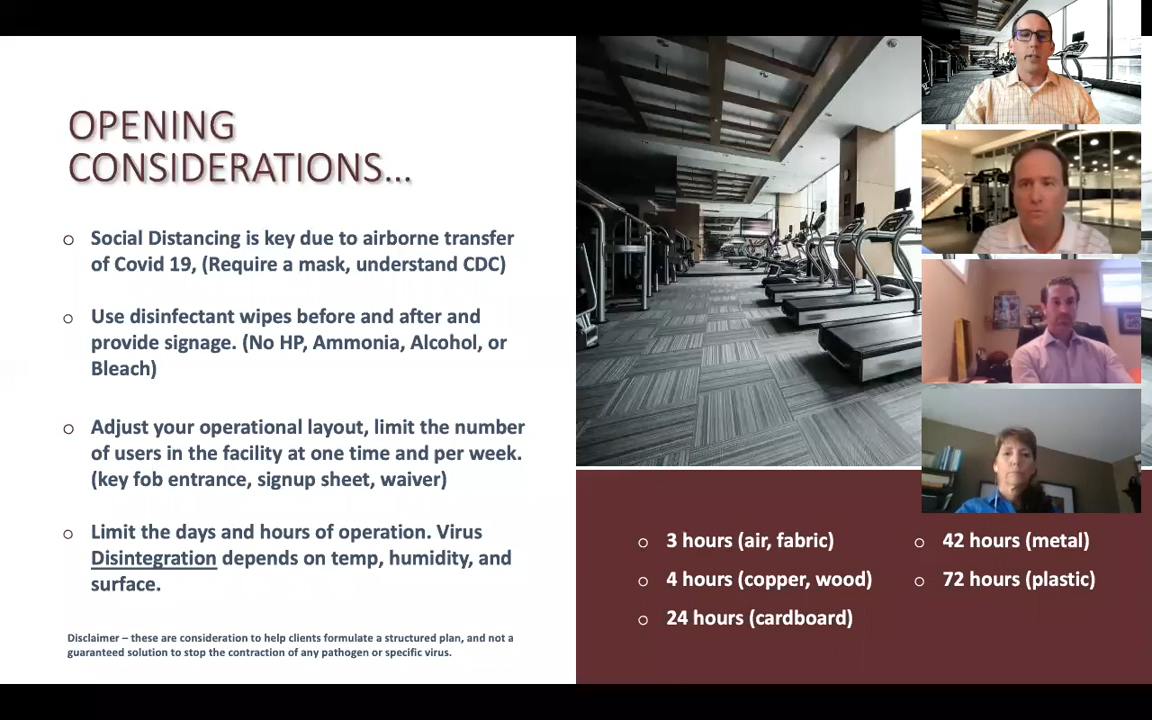 OPENING
CONSIDERATIONS...
Social Distancing is key due to airborne transfer
of Covid 19, (Require a mask, understand CDC)
Use disinfectant wipes before and after and
provide signage. (No HP, Ammonia, Alcohol, or
Bleach)
Adjust your operational layout, limit the number
of users in the facility at one time and per week.
(key fob entrance, signup sheet, waiver)
Limit the days and hours of operation. Virus
Disintegration depends on temp, humidity, and
surface.
Disclaimer – these are consideration to help clients formulate a structured plan, and not a
guaranteed solution to stop the contraction of any pathogen or specific virus.
3 hours (air, fabric)
4 hours (copper, wood)
24 hours (cardboard)
42 hours (metal)
72 hours (plastic)